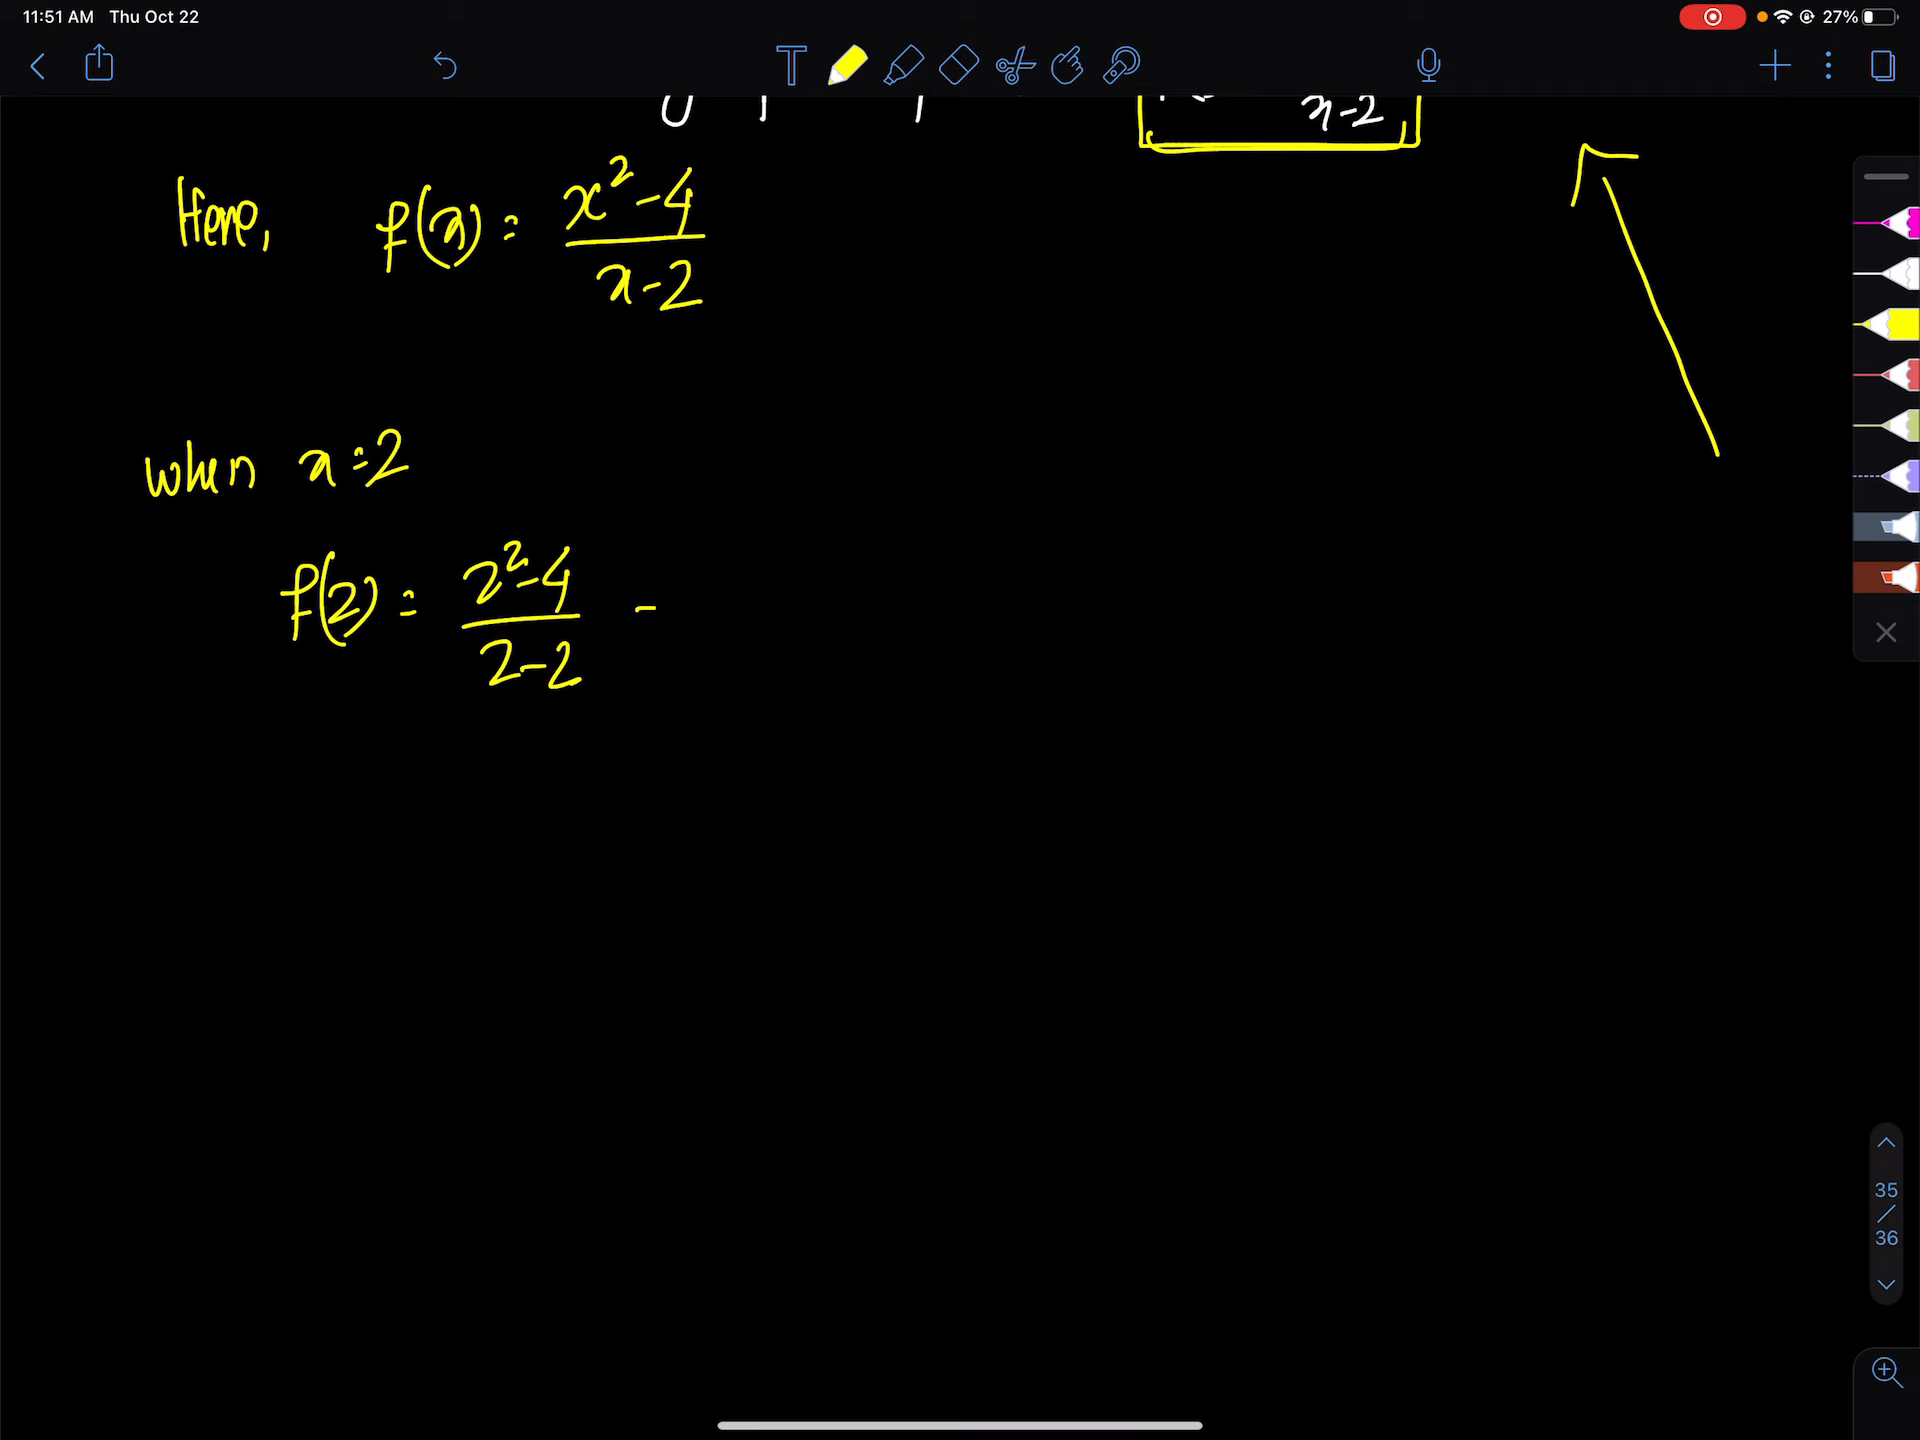 11:51 AM Thu Oct 22 27%
x-2
Here, f(x) = x²-4 / x-2
when x=2
f(2) = 2²-4 / 2-2 -
35
/
36